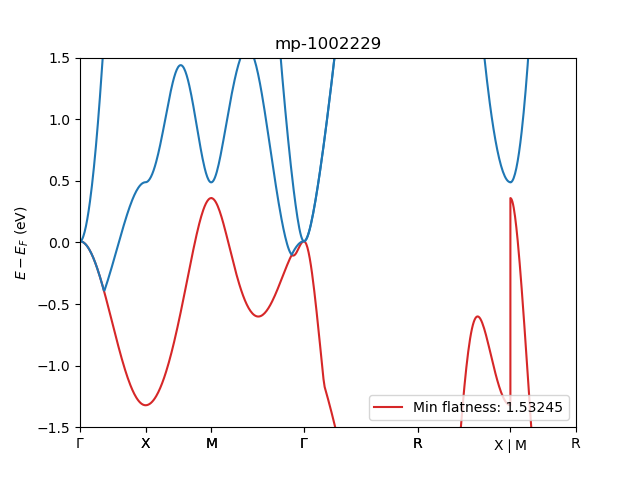 mp-1002229
1.5
1.0
0.5
0.0
−0.5
−1.0
−1.5
E − E_F (eV)
Min flatness: 1.53245
Γ X M Γ R X | M R